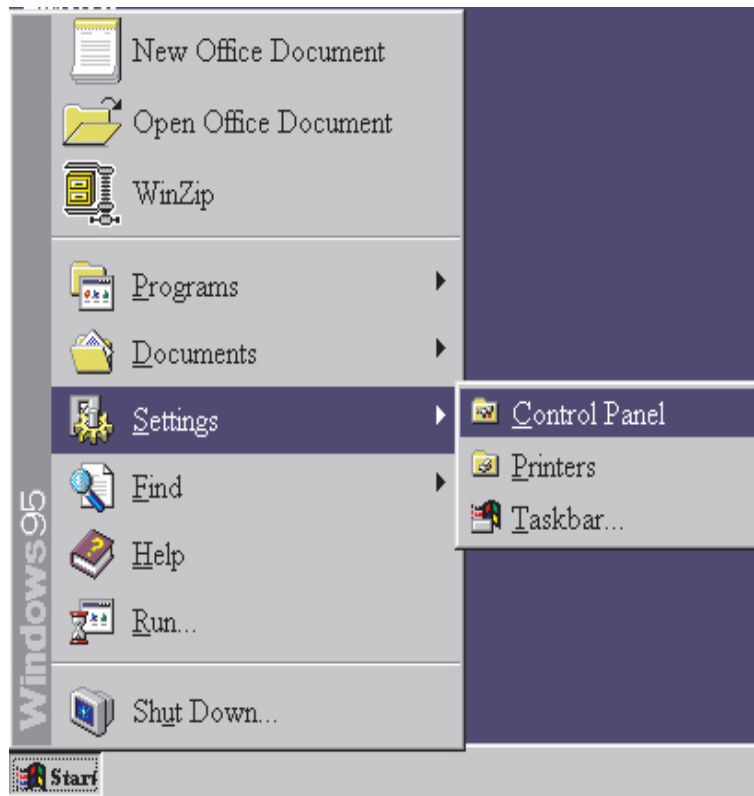 New Office Document
Open Office Document
WinZip
Programs
Documents
Settings
Control Panel
Printers
Taskbar...
Find
Help
Run...
Shut Down...
Windows95
Start